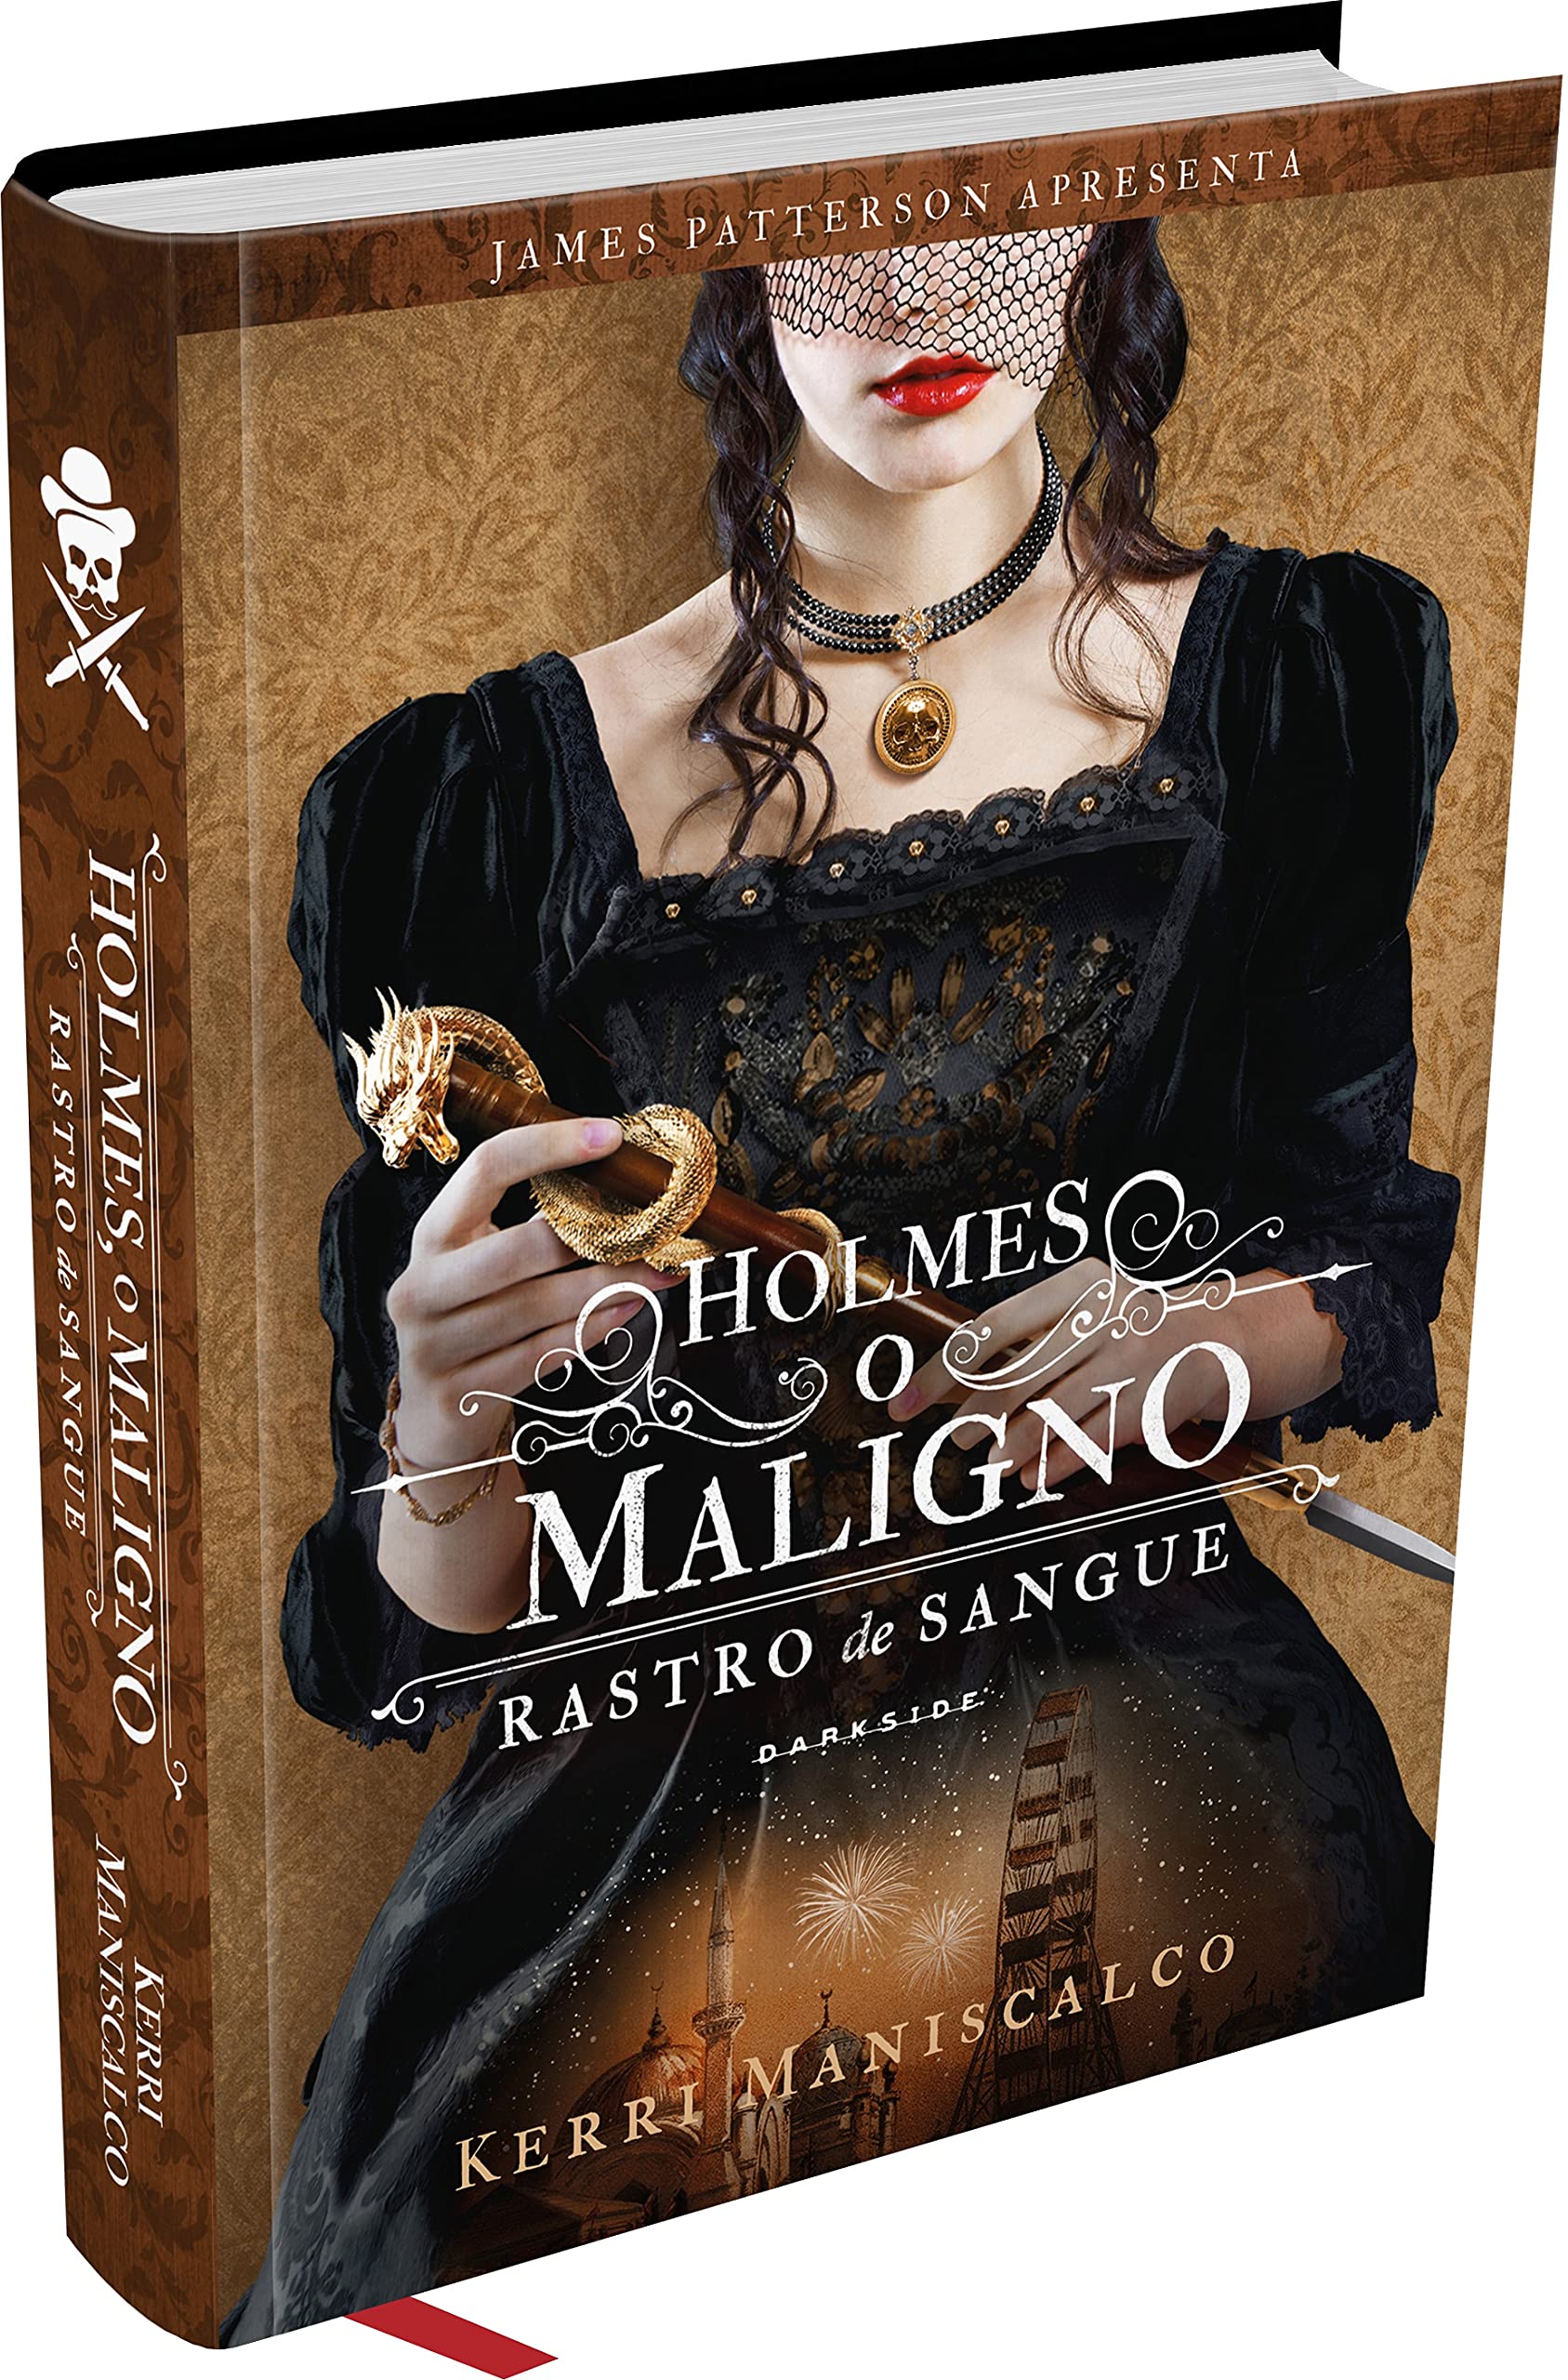 JAMES PATTERSON APRESENTA
HOLMES
O
MALIGNO
RASTRO de SANGUE
DARKSIDE
KERRI MANISCALCO
HOLMES, O MALIGNO
RASTRO de SANGUE
KERRI
MANISCALCO